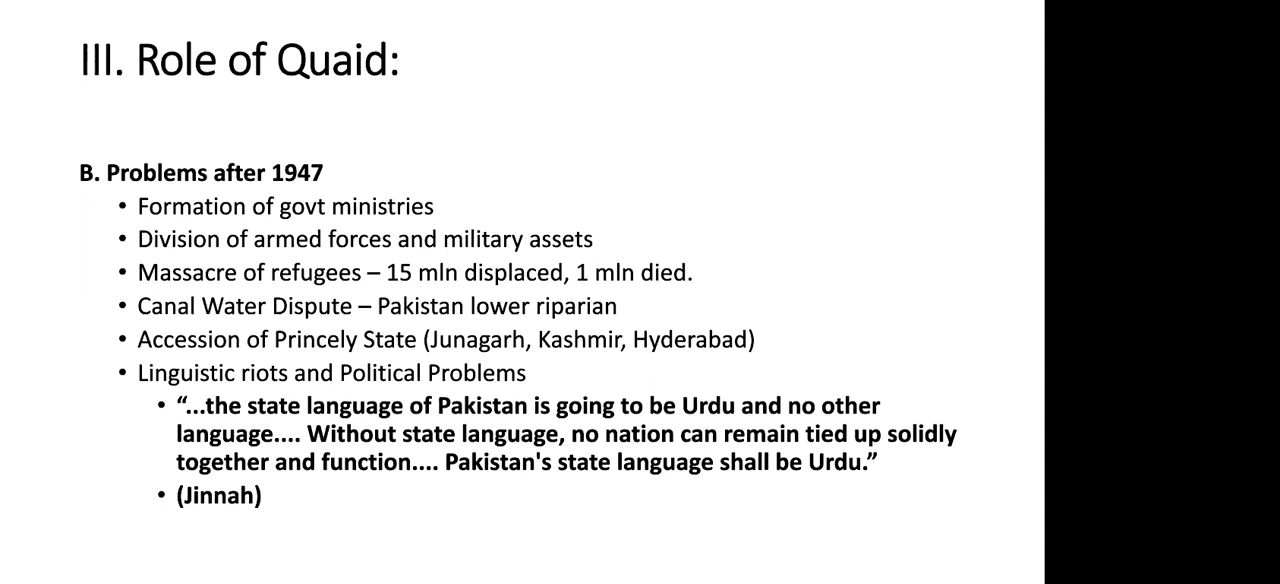 III. Role of Quaid:
B. Problems after 1947
• Formation of govt ministries
• Division of armed forces and military assets
• Massacre of refugees – 15 mln displaced, 1 mln died.
• Canal Water Dispute – Pakistan lower riparian
• Accession of Princely State (Junagarh, Kashmir, Hyderabad)
• Linguistic riots and Political Problems
• “...the state language of Pakistan is going to be Urdu and no other
language.... Without state language, no nation can remain tied up solidly
together and function.... Pakistan's state language shall be Urdu.”
• (Jinnah)